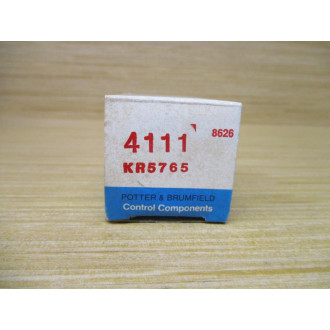 4111
8626
KR5765
POTTER & BRUMFIELD
Control Components